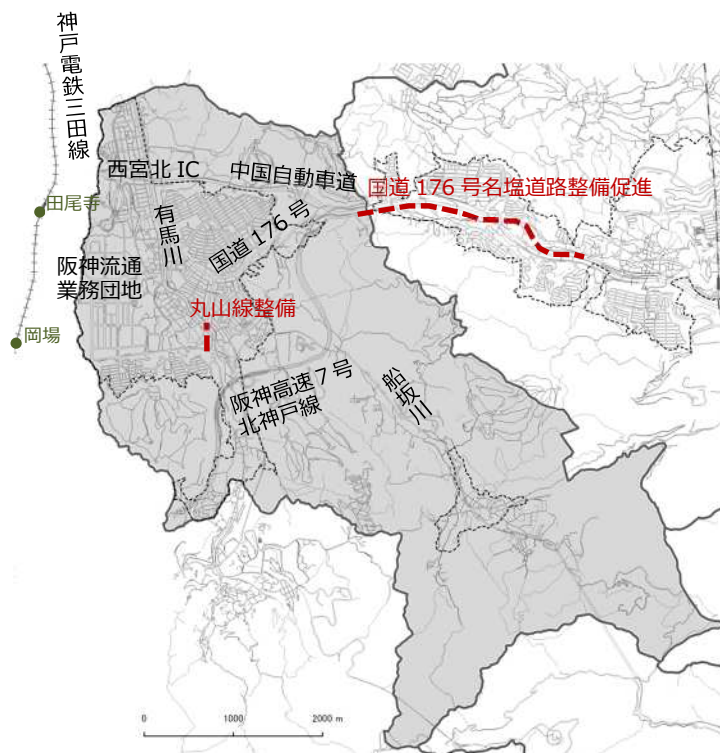 神戸電鉄三田線
西宮北 IC
中国自動車道
国道 176 号名塩道路整備促進
田尾寺
有馬川
国道 176 号
阪神流通
業務団地
丸山線整備
岡場
阪神高速７号
北神戸線
船坂川
0 1000 2000 m